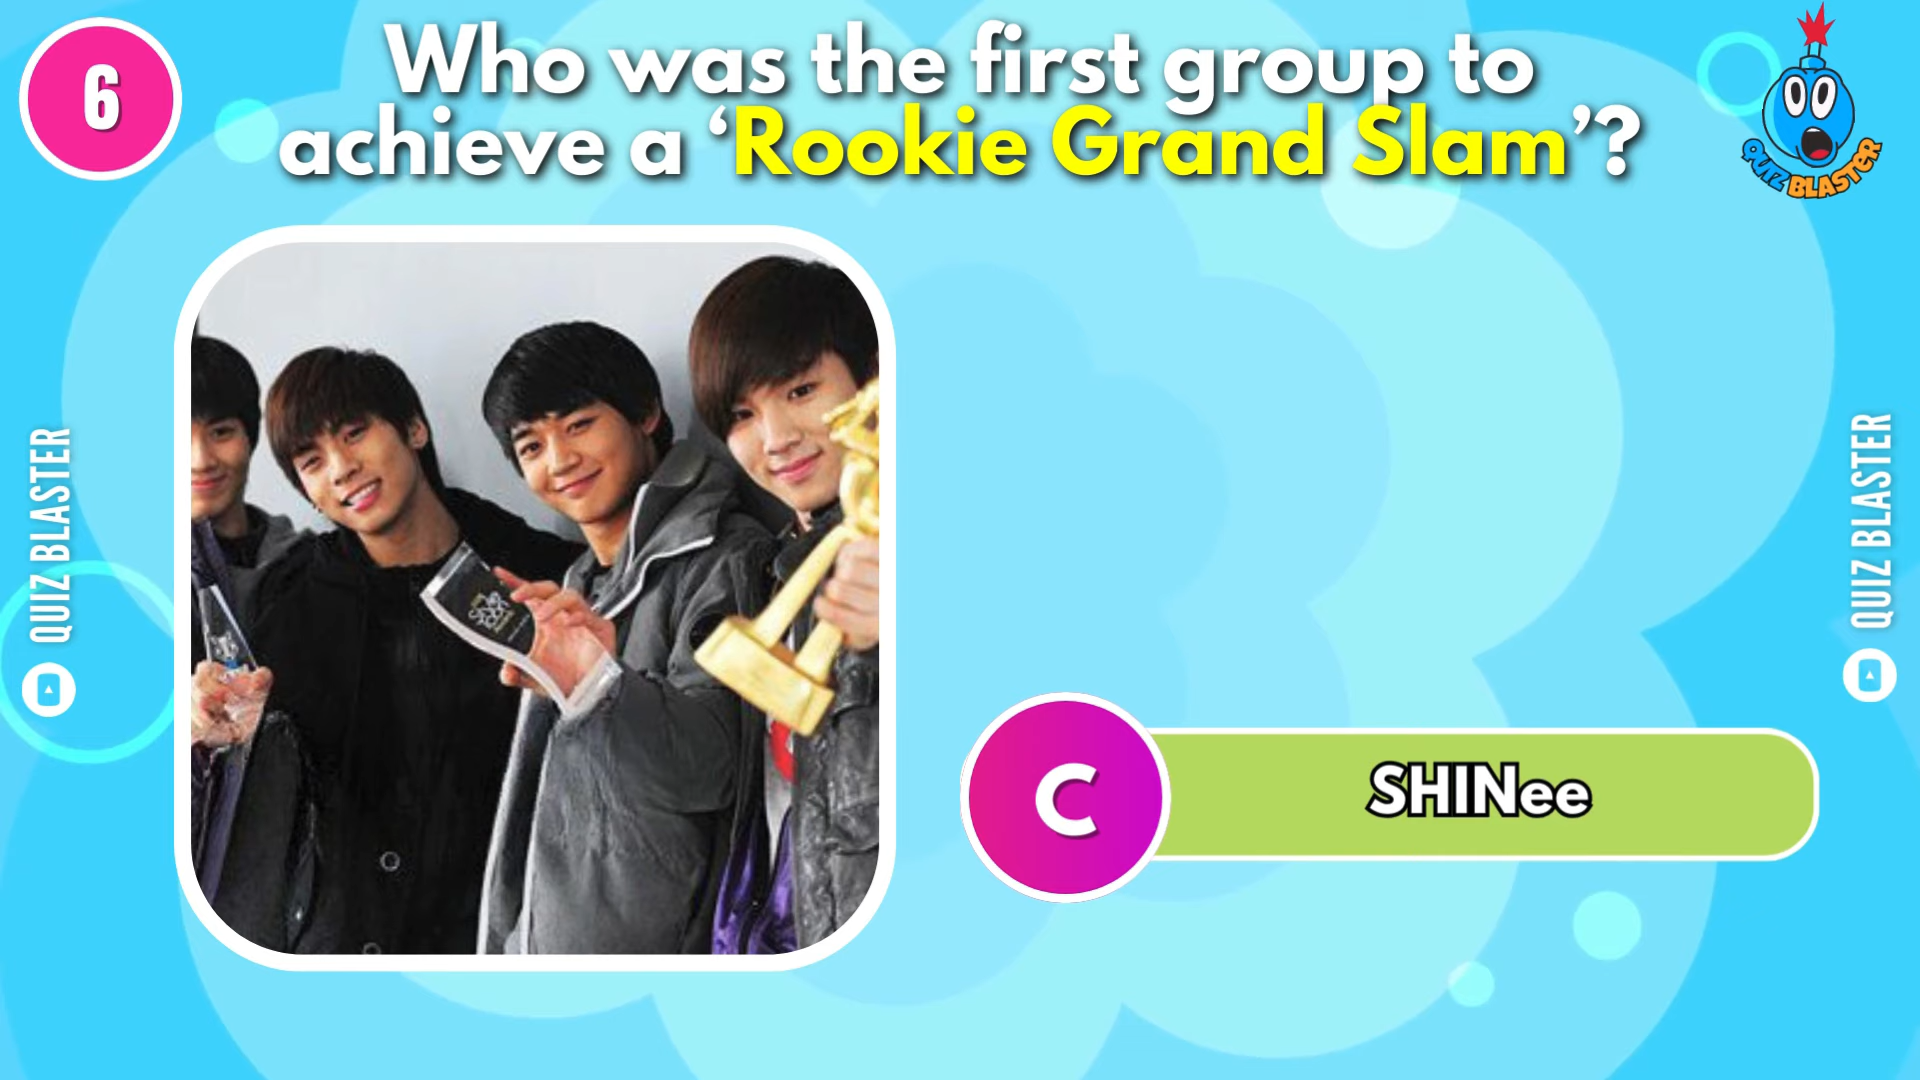 6
Who was the first group to
achieve a ‘Rookie Grand Slam’?
QUIZ BLASTER
QUIZ BLASTER
QUIZ BLASTER
C
SHINee